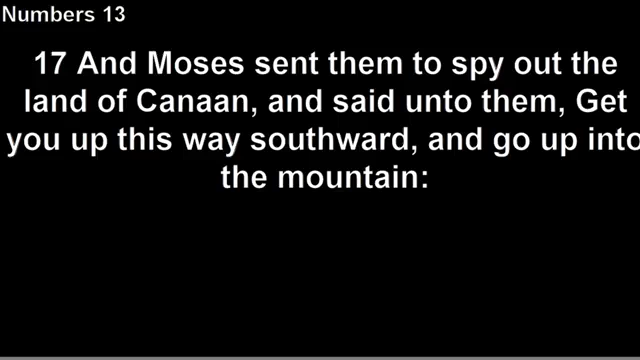 Numbers 13
17 And Moses sent them to spy out the
land of Canaan, and said unto them, Get
you up this way southward, and go up into
the mountain: